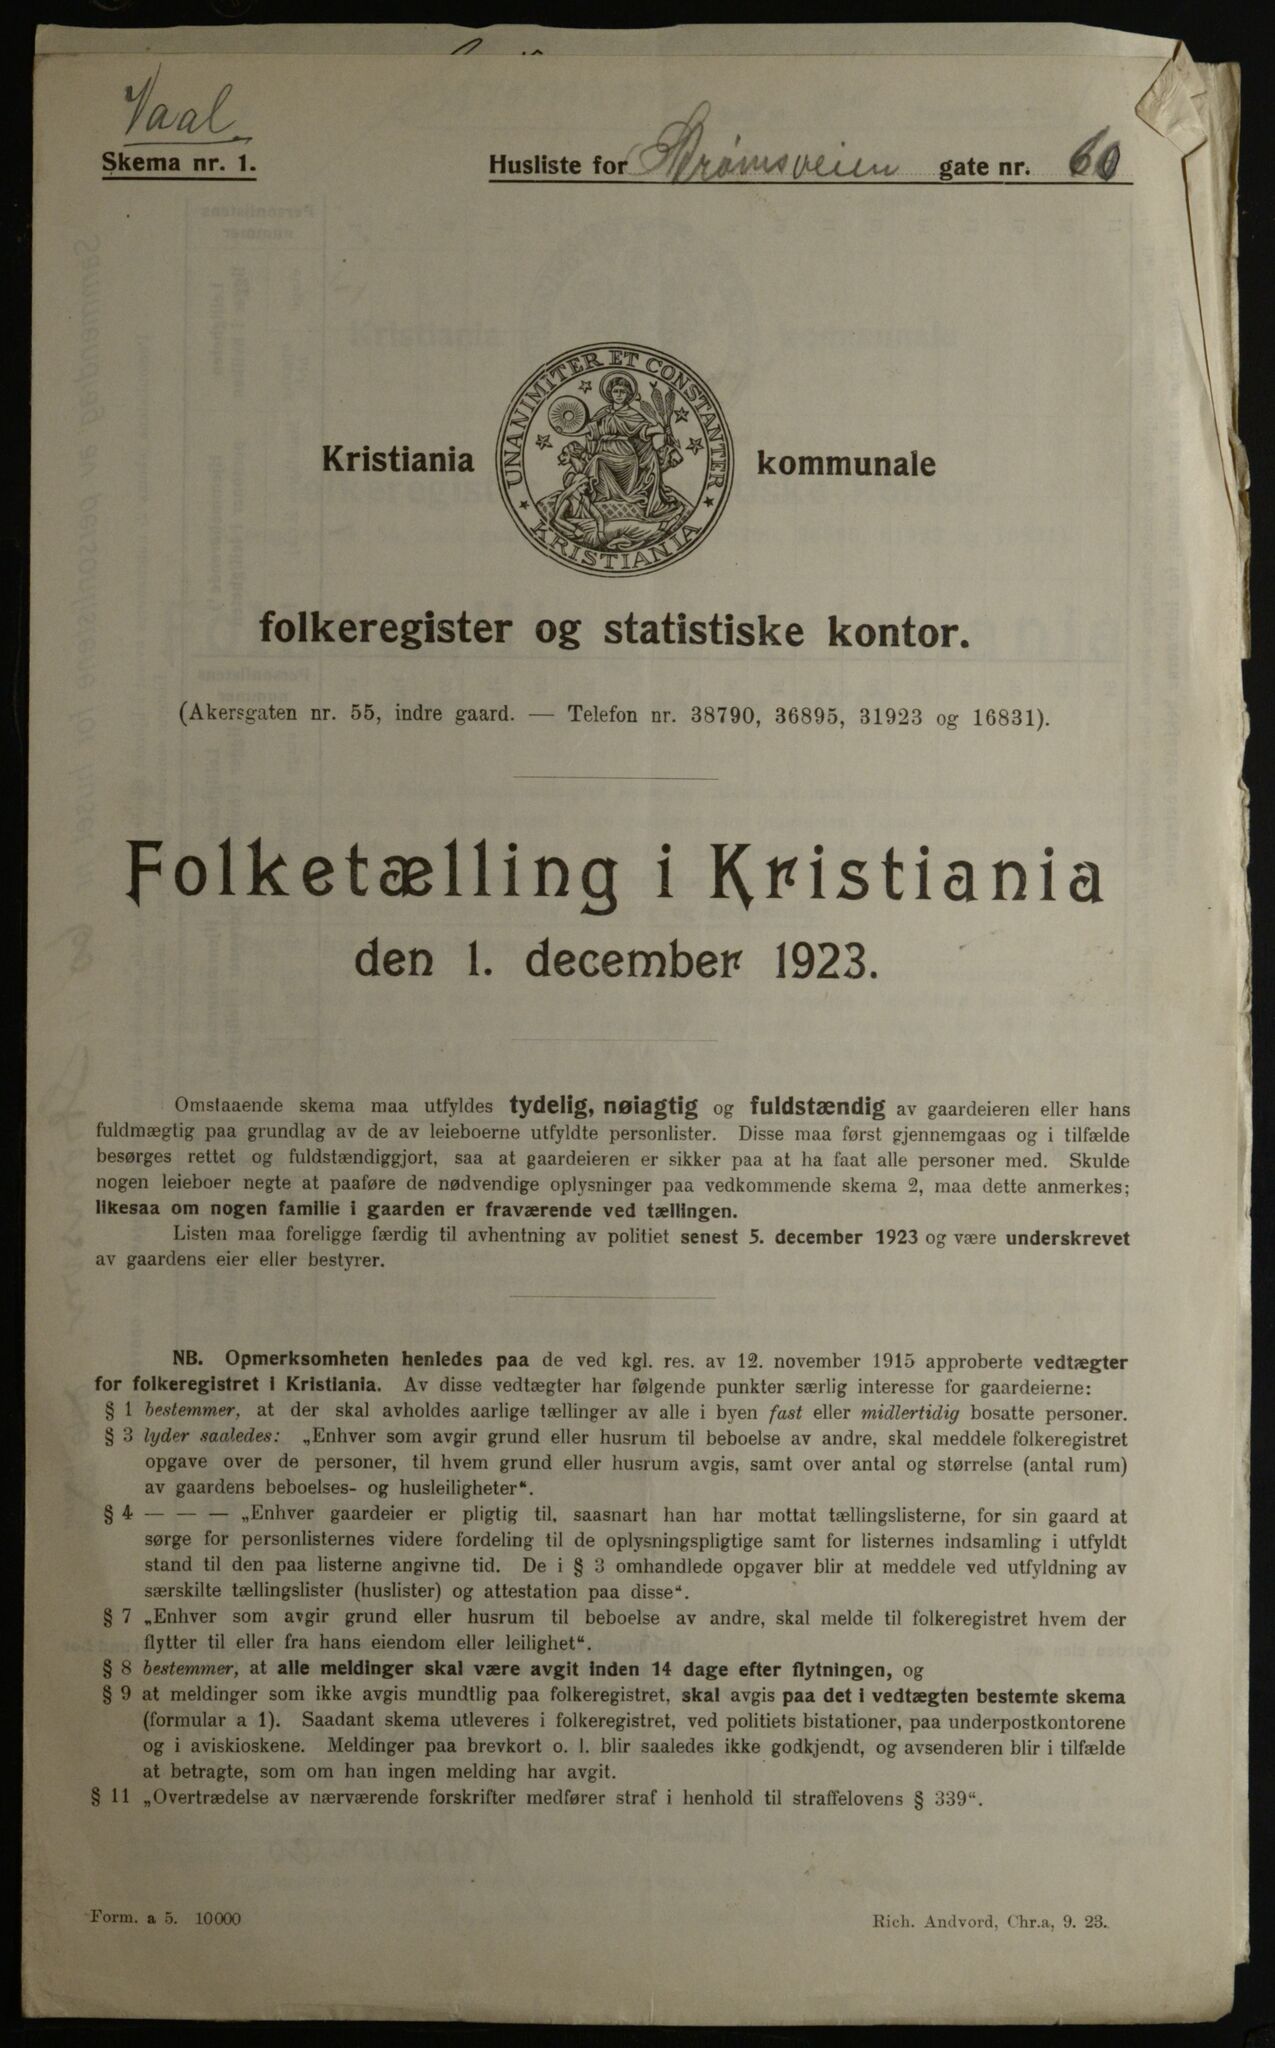 Vaal
Skema nr. 1.
Husliste for Strømsveien gate nr. 60
UNANIMITER ET CONSTANTER
KRISTIANIA
Kristiania kommunale
folkeregister og statistiske kontor.
(Akersgaten nr. 55, indre gaard. — Telefon nr. 38790, 36895, 31923 og 16831).
Folketælling i Kristiania
den 1. december 1923.
Omstaaende skema maa utfyldes tydelig, nøiagtig og fuldstændig av gaardeieren eller hans
fuldmægtig paa grundlag av de av leieboerne utfyldte personlister. Disse maa først gjennemgaas og i tilfælde
besørges rettet og fuldstændiggjort, saa at gaardeieren er sikker paa at ha faat alle personer med. Skulde
nogen leieboer negte at paaføre de nødvendige oplysninger paa vedkommende skema 2, maa dette anmerkes;
likesaa om nogen familie i gaarden er fraværende ved tællingen.
Listen maa foreligge færdig til avhentning av politiet senest 5. december 1923 og være underskrevet
av gaardens eier eller bestyrer.
NB. Opmerksomheten henledes paa de ved kgl. res. av 12. november 1915 approberte vedtægter
for folkeregistret i Kristiania. Av disse vedtægter har følgende punkter særlig interesse for gaardeierne:
§ 1 bestemmer, at der skal avholdes aarlige tællinger av alle i byen fast eller midlertidig bosatte personer.
§ 3 lyder saaledes: „Enhver som avgir grund eller husrum til beboelse av andre, skal meddele folkeregistret
opgave over de personer, til hvem grund eller husrum avgis, samt over antal og størrelse (antal rum)
av gaardens beboelses- og husleiligheter“.
§ 4 — — — „Enhver gaardeier er pligtig til, saasnart han har mottat tællingslisterne, for sin gaard at
sørge for personlisternes videre fordeling til de oplysningspligtige samt for listernes indsamling i utfyldt
stand til den paa listerne angivne tid. De i § 3 omhandlede opgaver blir at meddele ved utfyldning av
særskilte tællingslister (huslister) og attestation paa disse“.
§ 7 „Enhver som avgir grund eller husrum til beboelse av andre, skal melde til folkeregistret hvem der
flytter til eller fra hans eiendom eller leilighet“.
§ 8 bestemmer, at alle meldinger skal være avgit inden 14 dage efter flytningen, og
§ 9 at meldinger som ikke avgis mundtlig paa folkeregistret, skal avgis paa det i vedtægten bestemte skema
(formular a 1). Saadant skema utleveres i folkeregistret, ved politiets bistationer, paa underpostkontorene
og i aviskioskene. Meldinger paa brevkort o. l. blir saaledes ikke godkjendt, og avsenderen blir i tilfælde
at betragte, som om han ingen melding har avgit.
§ 11 „Overtrædelse av nærværende forskrifter medfører straf i henhold til straffelovens § 339“.
Form. a 5. 10000
Rich. Andvord, Chr.a, 9. 23.